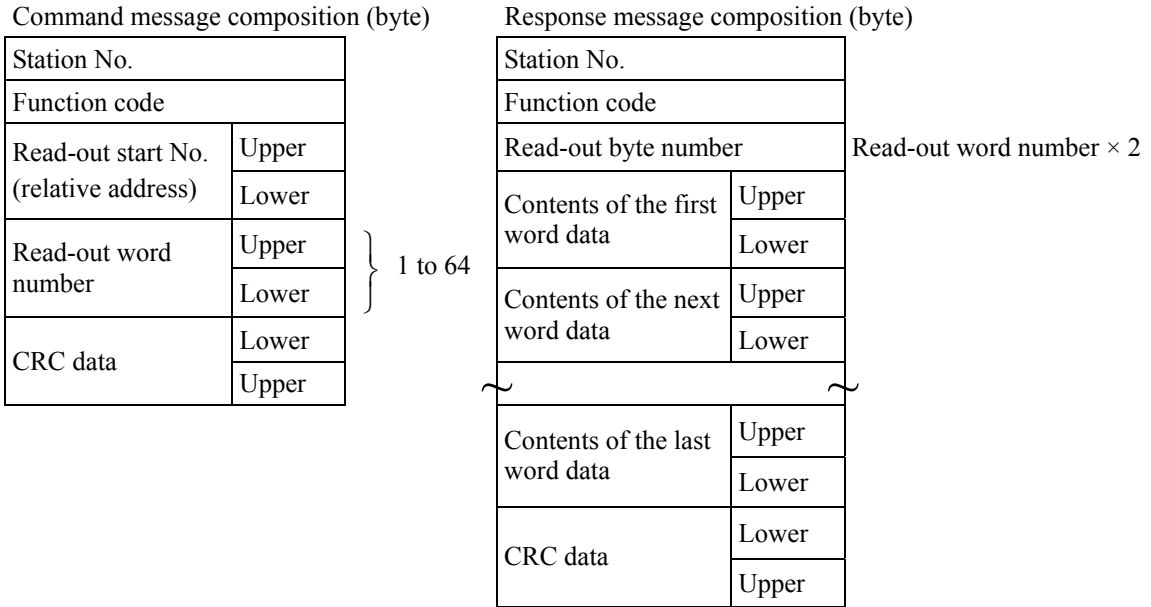 Command message composition (byte)
Station No.
Function code
Read-out start No.
(relative address)
Upper
Lower
Read-out word
number
Upper
Lower
1 to 64
CRC data
Lower
Upper
Response message composition (byte)
Station No.
Function code
Read-out byte number
Read-out word number × 2
Contents of the first
word data
Upper
Lower
Contents of the next
word data
Upper
Lower
Contents of the last
word data
Upper
Lower
CRC data
Lower
Upper